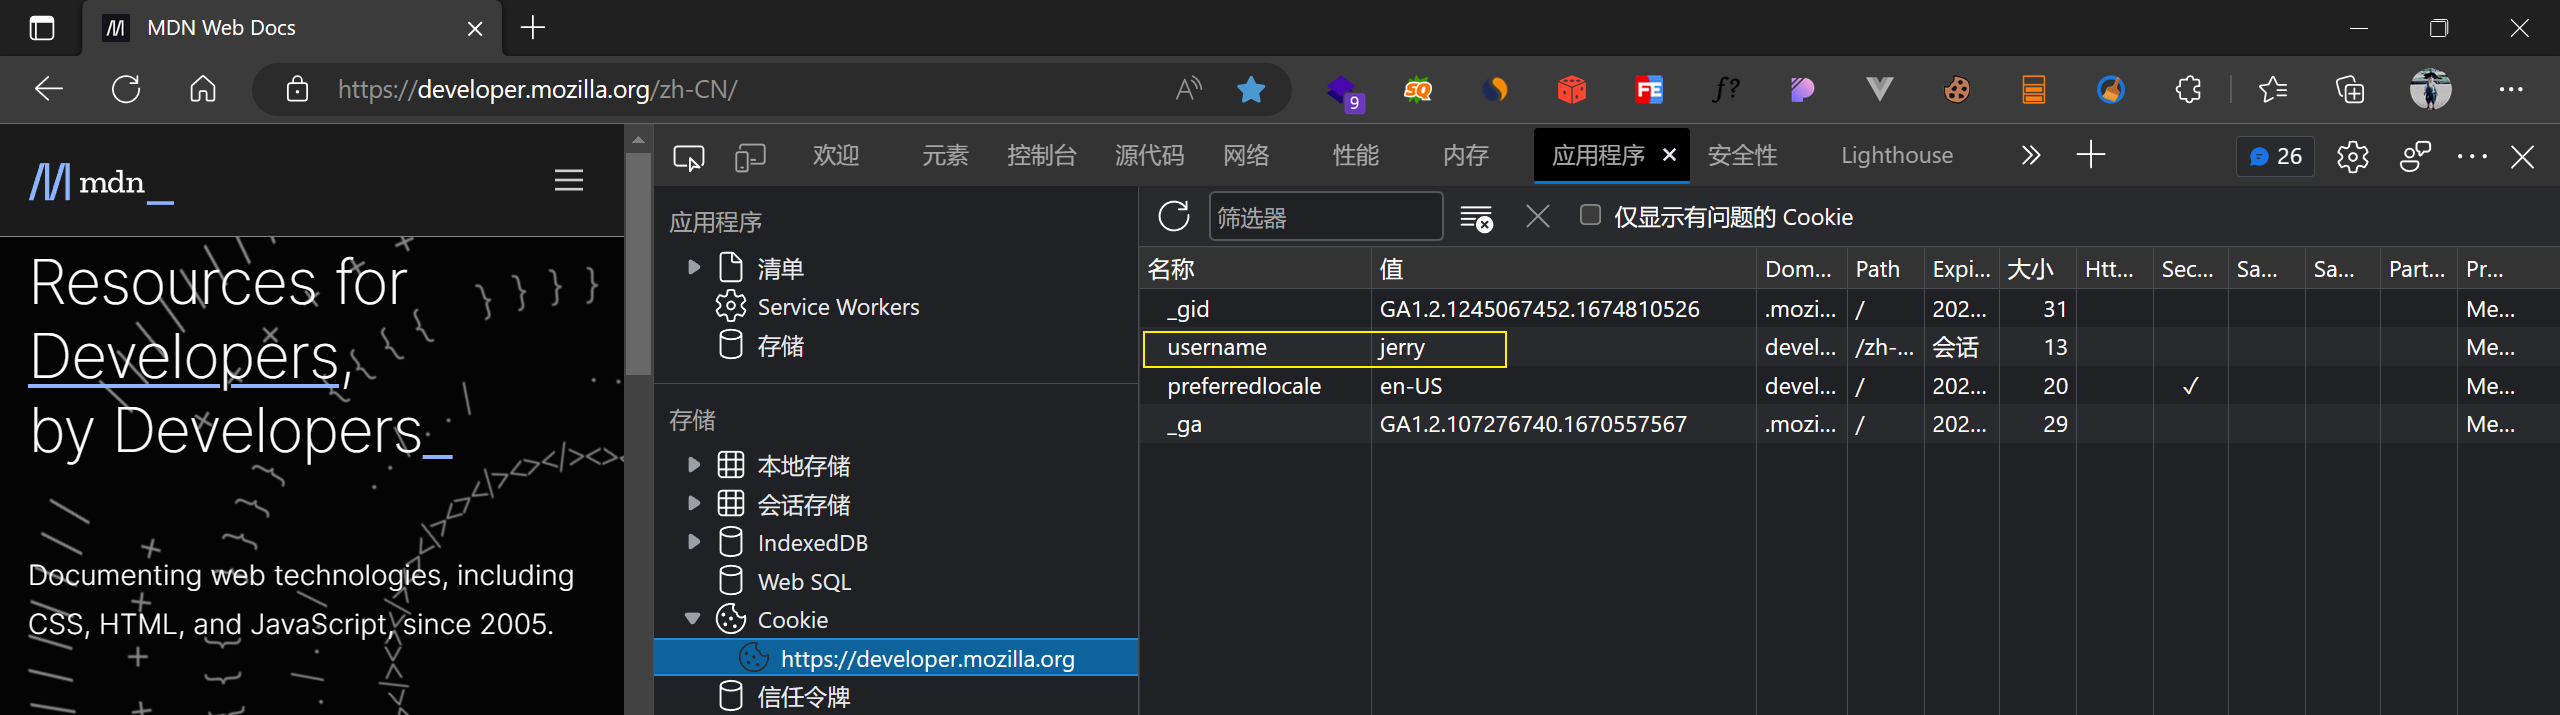 MDN Web Docs
https://developer.mozilla.org/zh-CN/
9
SQ
FE
ƒ?
mdn_
Resources for
Developers,
by Developers_
Documenting web technologies, including
CSS, HTML, and JavaScript, since 2005.
欢迎 元素 控制台 源代码 网络 性能 内存 应用程序 安全性 Lighthouse
26
应用程序
清单
Service Workers
存储
存储
本地存储
会话存储
IndexedDB
Web SQL
Cookie
https://developer.mozilla.org
信任令牌
筛选器 仅显示有问题的 Cookie
名称 值 Dom... Path Expi... 大小 Htt... Sec... Sa... Sa... Part... Pr...
_gid GA1.2.1245067452.1674810526 .mozi... / 202... 31 Me...
username jerry devel... /zh-... 会话 13 Me...
preferredlocale en-US devel... / 202... 20 ✓ Me...
_ga GA1.2.107276740.1670557567 .mozi... / 202... 29 Me...